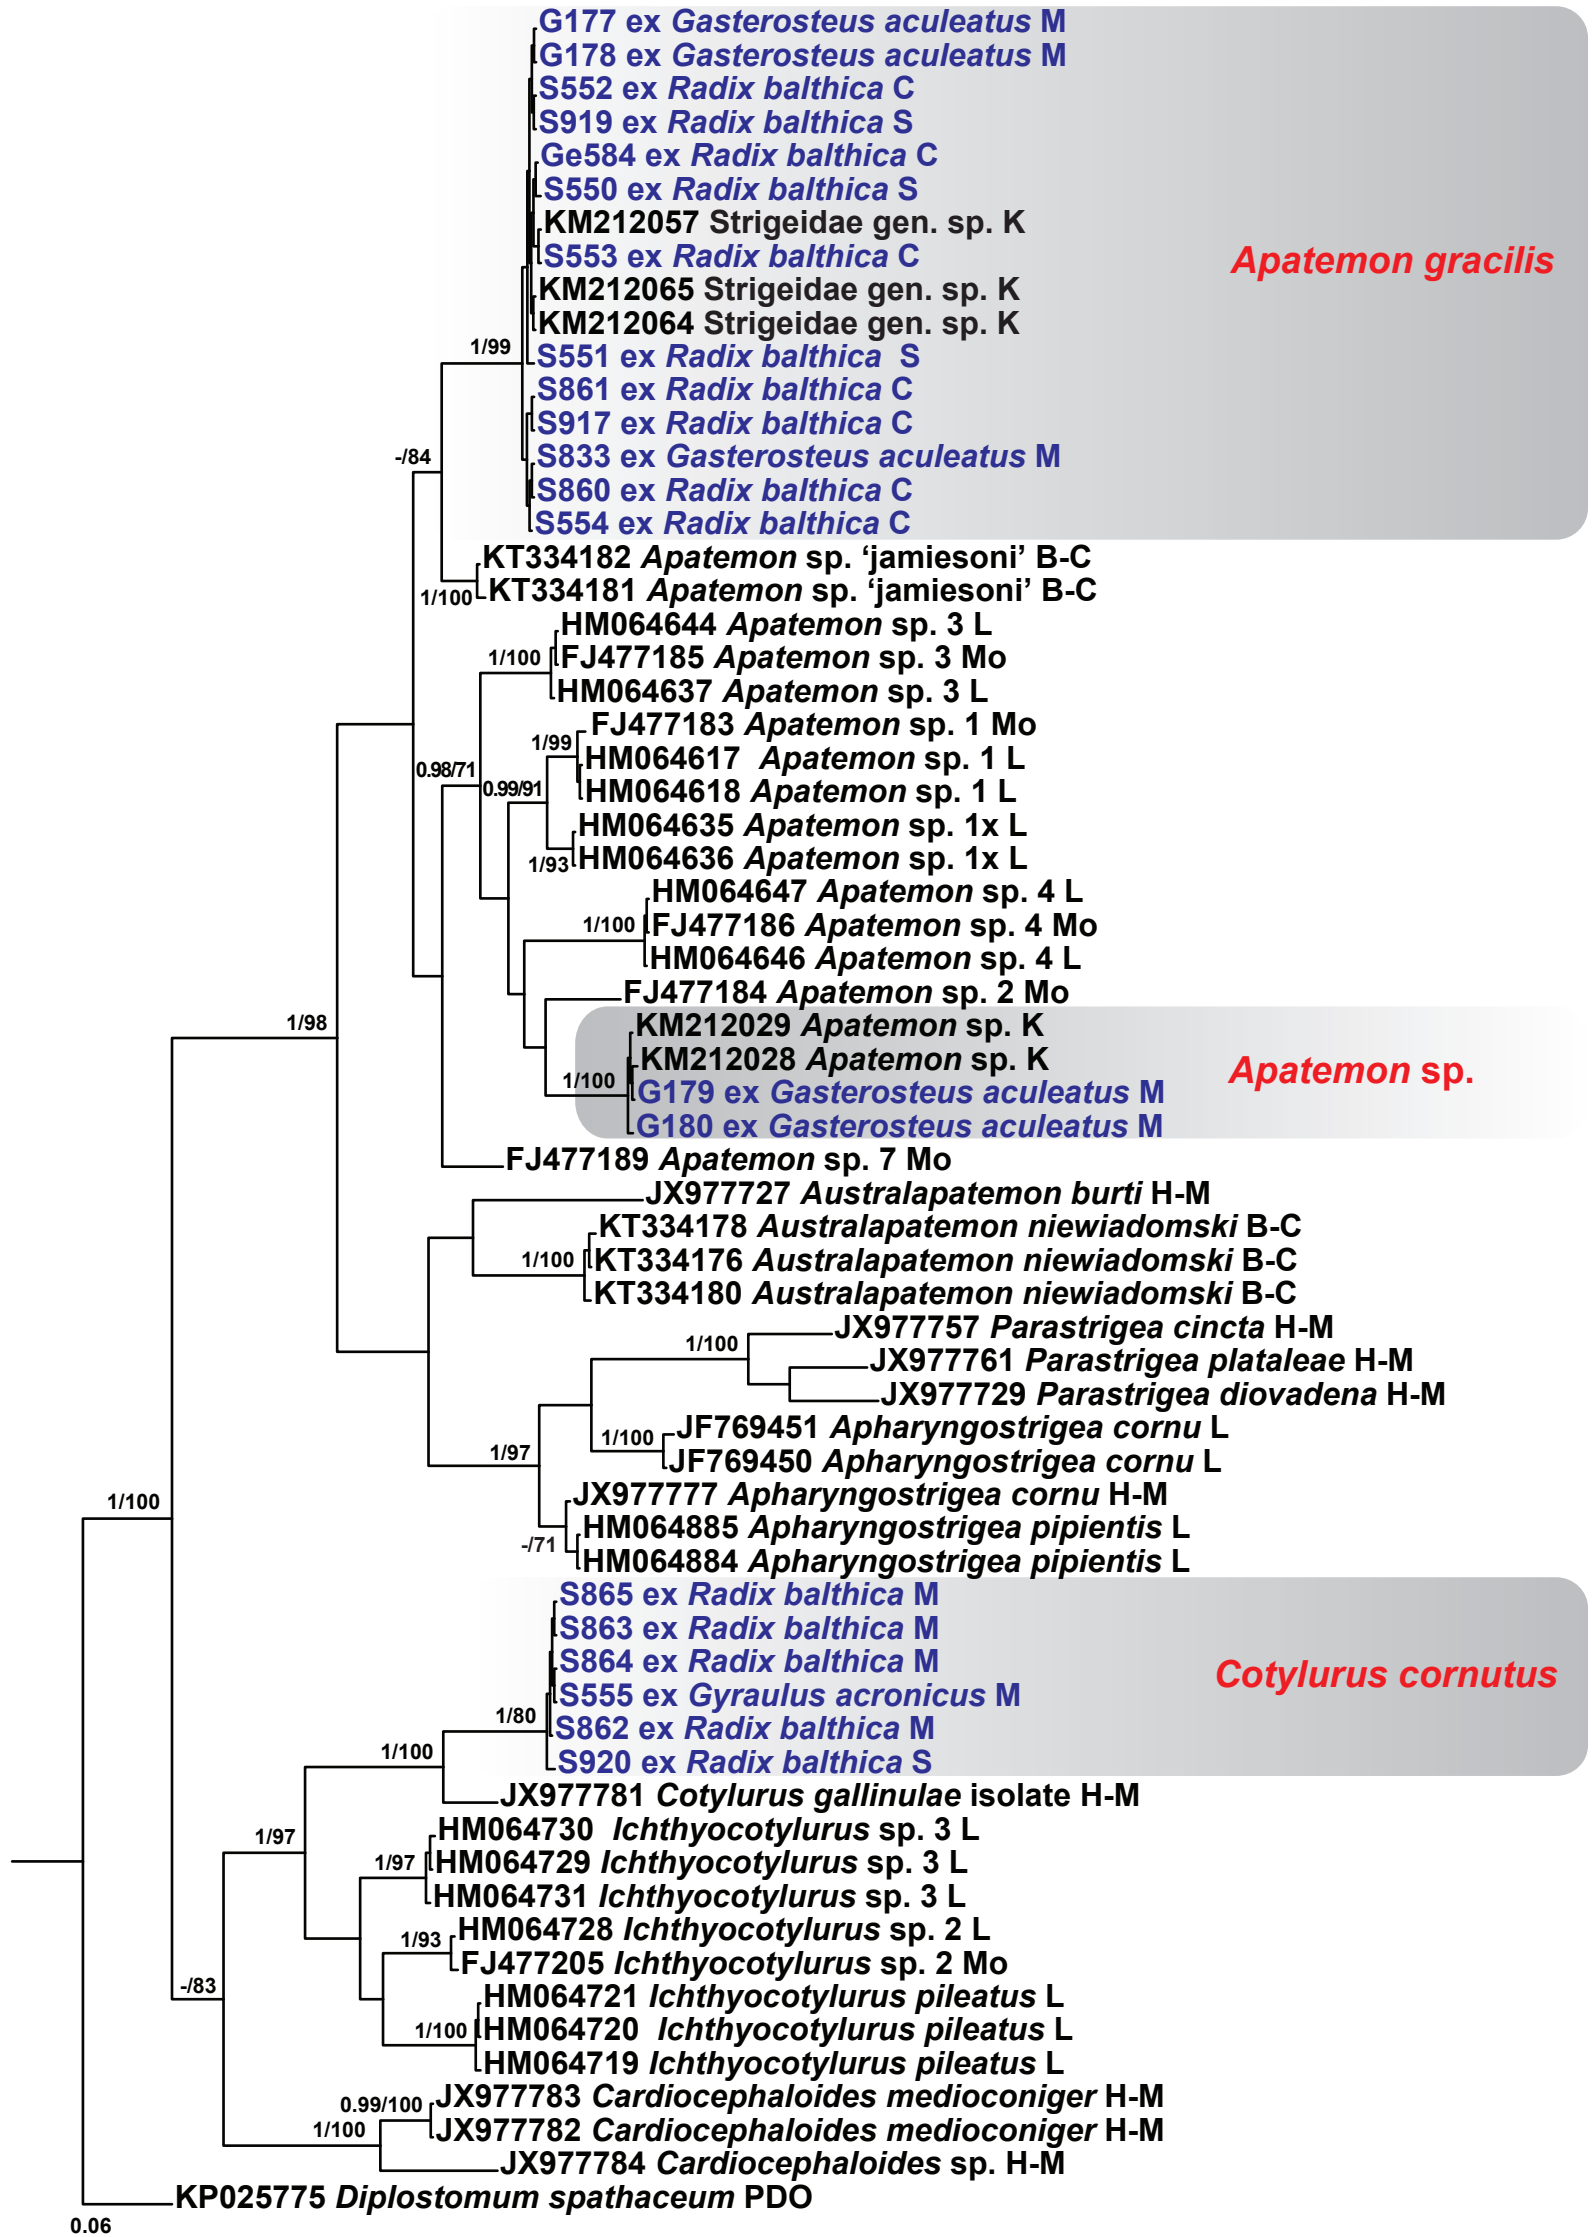 G177 ex Gasterosteus aculeatus M
G178 ex Gasterosteus aculeatus M
S552 ex Radix balthica C
S919 ex Radix balthica S
Ge584 ex Radix balthica C
S550 ex Radix balthica S
KM212057 Strigeidae gen. sp. K
S553 ex Radix balthica C
Apatemon gracilis
KM212065 Strigeidae gen. sp. K
KM212064 Strigeidae gen. sp. K
1/99
S551 ex Radix balthica S
S861 ex Radix balthica C
S917 ex Radix balthica C
-/84
S833 ex Gasterosteus aculeatus M
S860 ex Radix balthica C
S554 ex Radix balthica C
KT334182 Apatemon sp. ‘jamiesoni’ B-C
1/100
KT334181 Apatemon sp. ‘jamiesoni’ B-C
HM064644 Apatemon sp. 3 L
1/100
FJ477185 Apatemon sp. 3 Mo
HM064637 Apatemon sp. 3 L
FJ477183 Apatemon sp. 1 Mo
1/99
HM064617 Apatemon sp. 1 L
0.98/71
0.99/91
HM064618 Apatemon sp. 1 L
HM064635 Apatemon sp. 1x L
1/93
HM064636 Apatemon sp. 1x L
HM064647 Apatemon sp. 4 L
1/100
FJ477186 Apatemon sp. 4 Mo
HM064646 Apatemon sp. 4 L
FJ477184 Apatemon sp. 2 Mo
1/98
KM212029 Apatemon sp. K
KM212028 Apatemon sp. K
Apatemon sp.
1/100
G179 ex Gasterosteus aculeatus M
G180 ex Gasterosteus aculeatus M
FJ477189 Apatemon sp. 7 Mo
JX977727 Australapatemon burti H-M
KT334178 Australapatemon niewiadomski B-C
1/100
KT334176 Australapatemon niewiadomski B-C
KT334180 Australapatemon niewiadomski B-C
JX977757 Parastrigea cincta H-M
1/100
JX977761 Parastrigea plataleae H-M
JX977729 Parastrigea diovadena H-M
JF769451 Apharyngostrigea cornu L
1/100
1/97
JF769450 Apharyngostrigea cornu L
1/100
JX977777 Apharyngostrigea cornu H-M
HM064885 Apharyngostrigea pipientis L
-/71
HM064884 Apharyngostrigea pipientis L
S865 ex Radix balthica M
S863 ex Radix balthica M
S864 ex Radix balthica M
Cotylurus cornutus
S555 ex Gyraulus acronicus M
1/80
S862 ex Radix balthica M
1/100
S920 ex Radix balthica S
JX977781 Cotylurus gallinulae isolate H-M
1/97
HM064730 Ichthyocotylurus sp. 3 L
1/97
HM064729 Ichthyocotylurus sp. 3 L
HM064731 Ichthyocotylurus sp. 3 L
HM064728 Ichthyocotylurus sp. 2 L
1/93
FJ477205 Ichthyocotylurus sp. 2 Mo
-/83
HM064721 Ichthyocotylurus pileatus L
1/100
HM064720 Ichthyocotylurus pileatus L
HM064719 Ichthyocotylurus pileatus L
0.99/100
JX977783 Cardiocephaloides medioconiger H-M
1/100
JX977782 Cardiocephaloides medioconiger H-M
JX977784 Cardiocephaloides sp. H-M
KP025775 Diplostomum spathaceum PDO
0.06